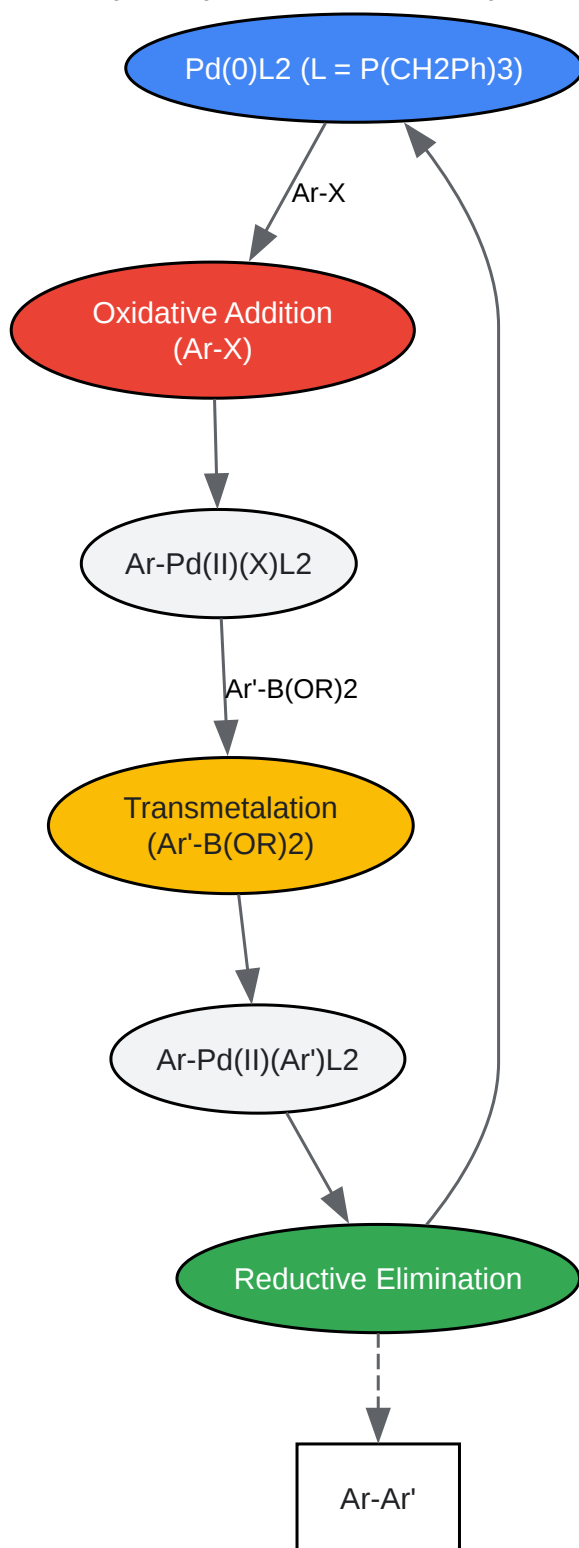 Pd(0)L2 (L = P(CH2Ph)3)
Ar-X
Oxidative Addition
(Ar-X)
Ar-Pd(II)(X)L2
Ar'-B(OR)2
Transmetalation
(Ar'-B(OR)2)
Ar-Pd(II)(Ar')L2
Reductive Elimination
Ar-Ar'